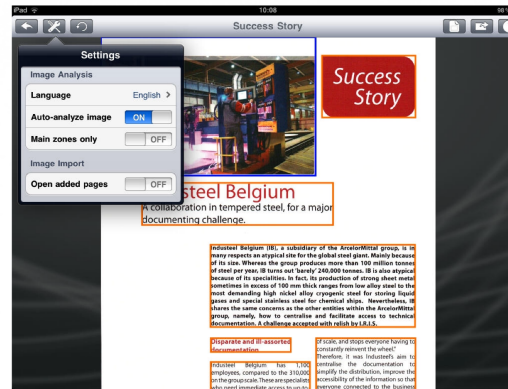 iPad
10:08
98
Success Story
Settings
Image Analysis
Language English >
Auto-analyze image ON
Main zones only OFF
Image Import
Open added pages OFF
Success
Story
steel Belgium
A collaboration in tempered steel, for a major
documenting challenge.
Industeel Belgium (IB), a subsidiary of the ArcelorMittal group, is in
many respects an atypical site for the global steel giant. Mainly because
of its size. Whereas the group produces more than 100 million tonnes
of steel per year, IB turns out 'barely' 240,000 tonnes. IB is also atypical
because of its specialities. In fact, its production of strong sheet metal
sometimes in excess of 100 mm thick ranges from low alloy steel to the
most demanding high nickel alloy cryogenic steel for storing liquid
gases and special stainless steel for chemical ships. Nevertheless, IB
shares the same concerns as the other entities in the ArcelorMittal
group, namely, how to centralise and facilitate access to technical
documentation. A challenge accepted with relish by I.R.I.S.
Disparate and ill-assorted
documentation
Industeel Belgium has 1,100
employees, compared to the 310,000
on the group scale. These are specialists
who need immediate access to up-to-
of scale, and stops everyone having to
constantly reinvent the wheel."
Therefore, it was Industeel's aim to
centralise the documentation to
simplify the distribution, improve the
accessibility of the information so that
everyone connected to the business